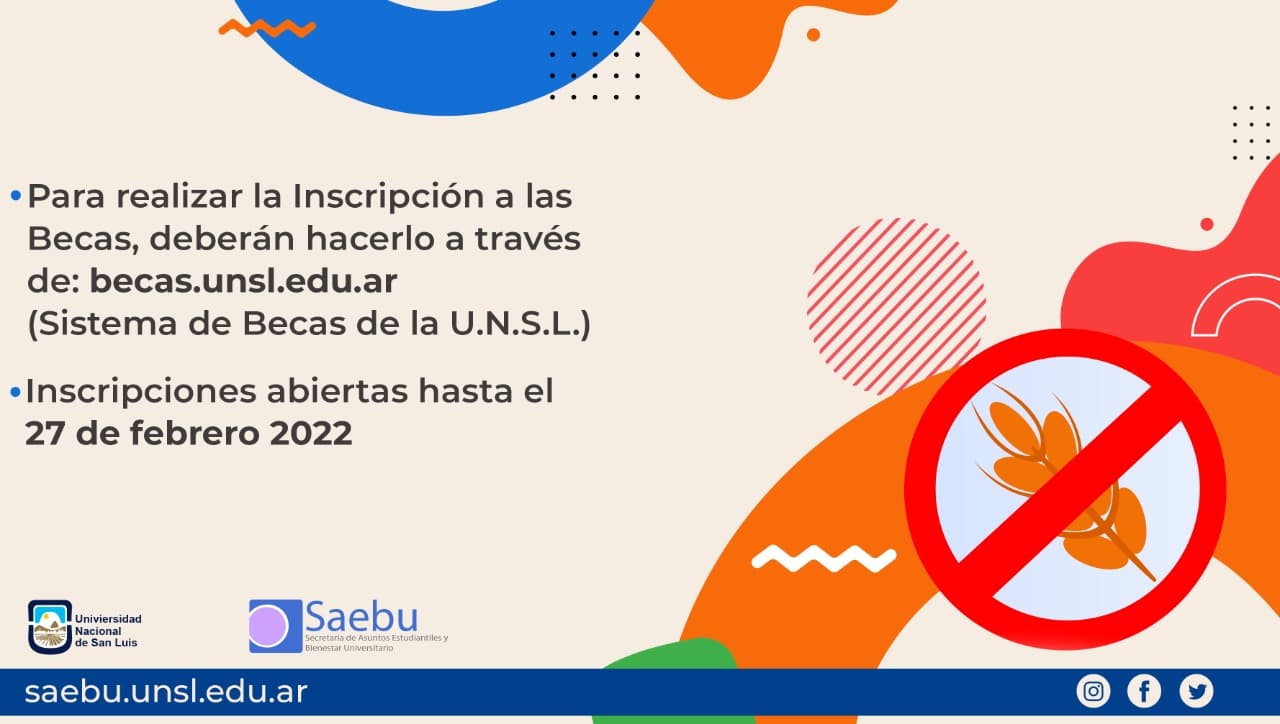 Para realizar la Inscripción a las
Becas, deberán hacerlo a través
de: becas.unsl.edu.ar
(Sistema de Becas de la U.N.S.L.)
Inscripciones abiertas hasta el
27 de febrero 2022
Univiersidad
Nacional
de San Luis
Saebu
Secretaría de Asuntos Estudiantiles y
Bienestar Universitario
saebu.unsl.edu.ar